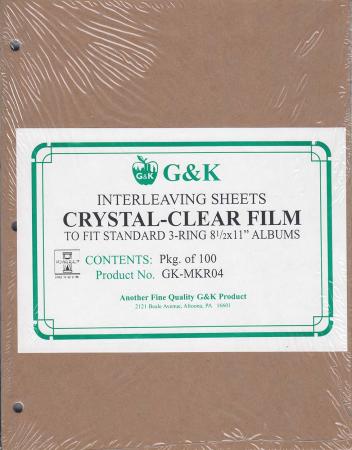 G&K
G&K
INTERLEAVING SHEETS
CRYSTAL-CLEAR FILM
TO FIT STANDARD 3-RING 8½x11" ALBUMS
CONTENTS: Pkg. of 100
Product No. GK-MKR04
Another Fine Quality G&K Product
2121 Beale Avenue, Altoona, PA 16601